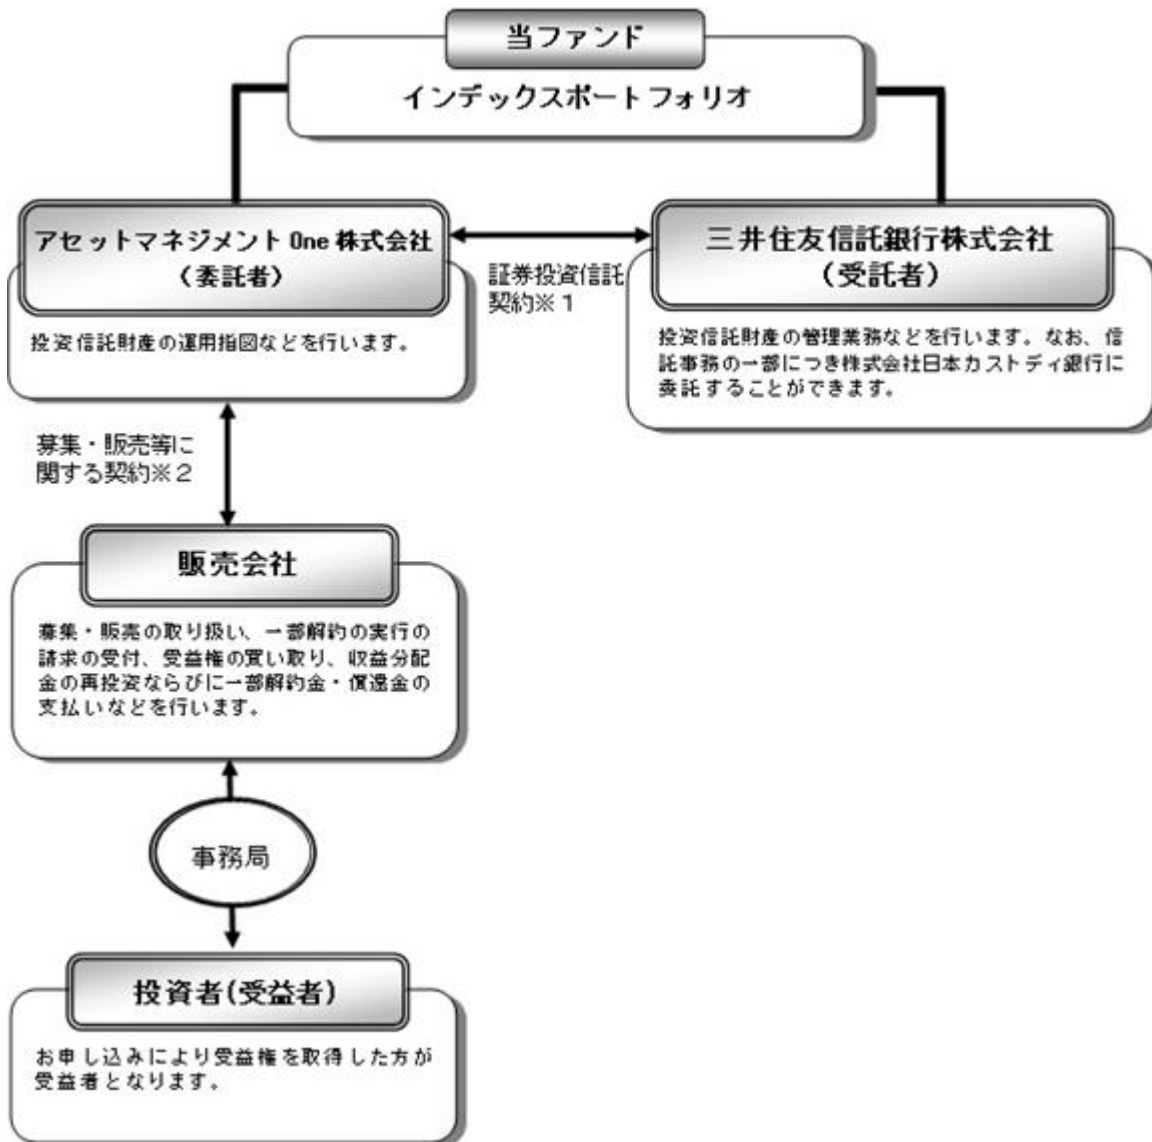 当ファンド
インデックスポートフォリオ
アセットマネジメント One 株式会社
(委託者)
投資信託財産の運用指図などを行います。
証券投資信託
契約※1
三井住友信託銀行株式会社
(受託者)
投資信託財産の管理業務などを行います。なお、信
託事務の一部につき株式会社日本カストディ銀行に
委託することができます。
募集・販売等に
関する契約※2
販売会社
募集・販売の取り扱い、一部解約の実行の
請求の受付、受益権の買い取り、収益分配
金の再投資ならびに一部解約金・償還金の
支払いなどを行います。
事務局
投資者(受益者)
お申し込みにより受益権を取得した方が
受益者となります。